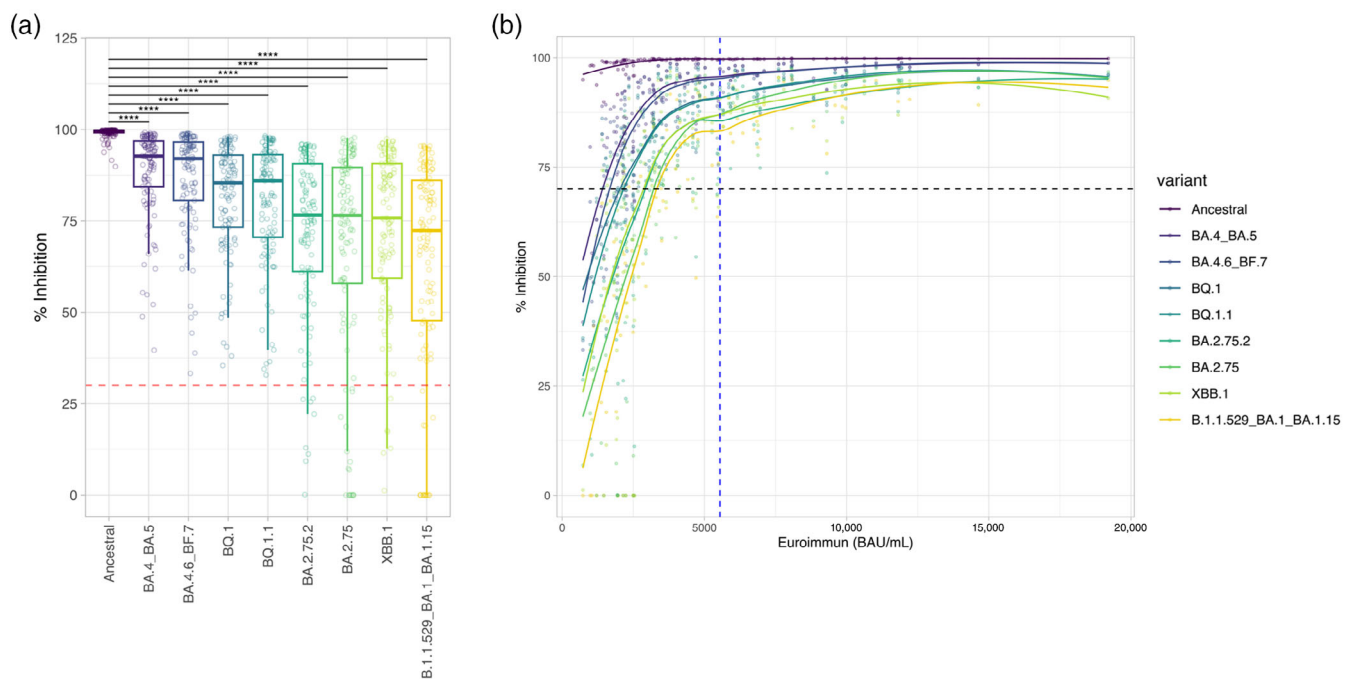 (a)
125
100
75
50
25
0
% Inhibition
****
****
****
****
****
****
****
****
Ancestral
BA.4_BA.5
BA.4.6_BF.7
BQ.1
BQ.1.1
BA.2.75.2
BA.2.75
XBB.1
B.1.1.529_BA.1_BA.1.15
(b)
100
75
50
25
0
% Inhibition
0
5000
10,000
15,000
20,000
Euroimmun (BAU/mL)
variant
Ancestral
BA.4_BA.5
BA.4.6_BF.7
BQ.1
BQ.1.1
BA.2.75.2
BA.2.75
XBB.1
B.1.1.529_BA.1_BA.1.15